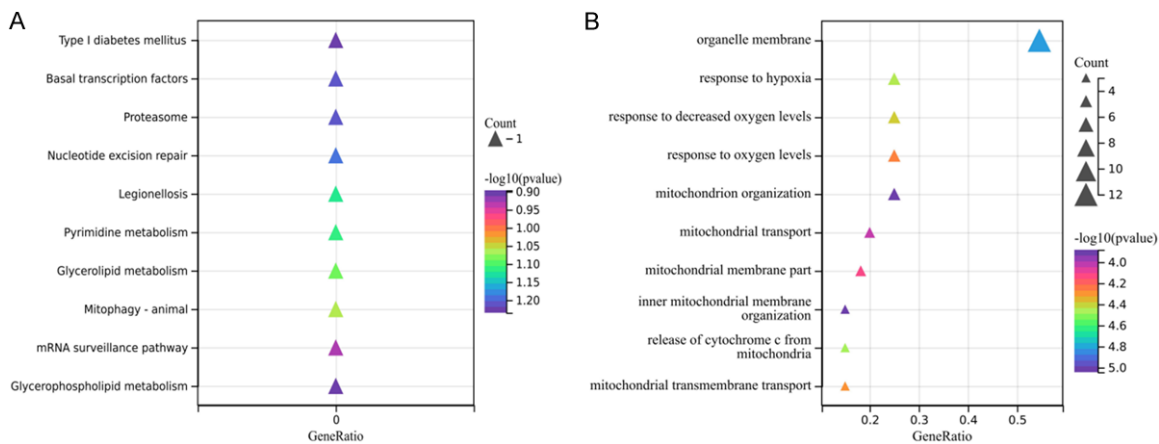 A
Type I diabetes mellitus
Basal transcription factors
Proteasome
Nucleotide excision repair
Legionellosis
Pyrimidine metabolism
Glycerolipid metabolism
Mitophagy - animal
mRNA surveillance pathway
Glycerophospholipid metabolism
0
GeneRatio
Count
1
-log10(pvalue)
0.90
0.95
1.00
1.05
1.10
1.15
1.20
B
organelle membrane
response to hypoxia
response to decreased oxygen levels
response to oxygen levels
mitochondrion organization
mitochondrial transport
mitochondrial membrane part
inner mitochondrial membrane
organization
release of cytochrome c from
mitochondria
mitochondrial transmembrane transport
0.2 0.3 0.4 0.5
GeneRatio
Count
4
6
8
10
12
-log10(pvalue)
4.0
4.2
4.4
4.6
4.8
5.0